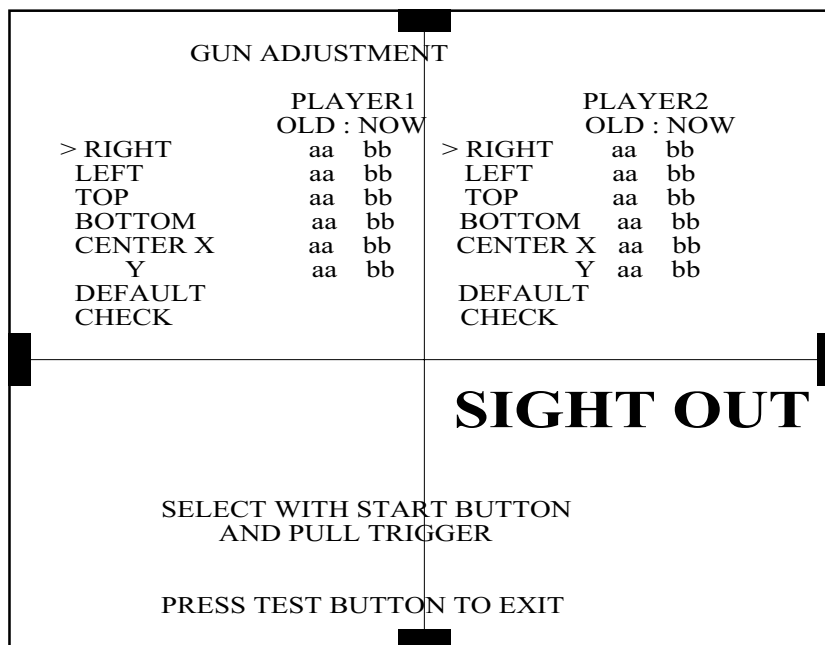 GUN ADJUSTMENT
PLAYER1 PLAYER2
OLD : NOW OLD : NOW
> RIGHT aa bb > RIGHT aa bb
LEFT aa bb LEFT aa bb
TOP aa bb TOP aa bb
BOTTOM aa bb BOTTOM aa bb
CENTER X aa bb CENTER X aa bb
Y aa bb Y aa bb
DEFAULT DEFAULT
CHECK CHECK
SIGHT OUT
SELECT WITH START BUTTON
AND PULL TRIGGER
PRESS TEST BUTTON TO EXIT